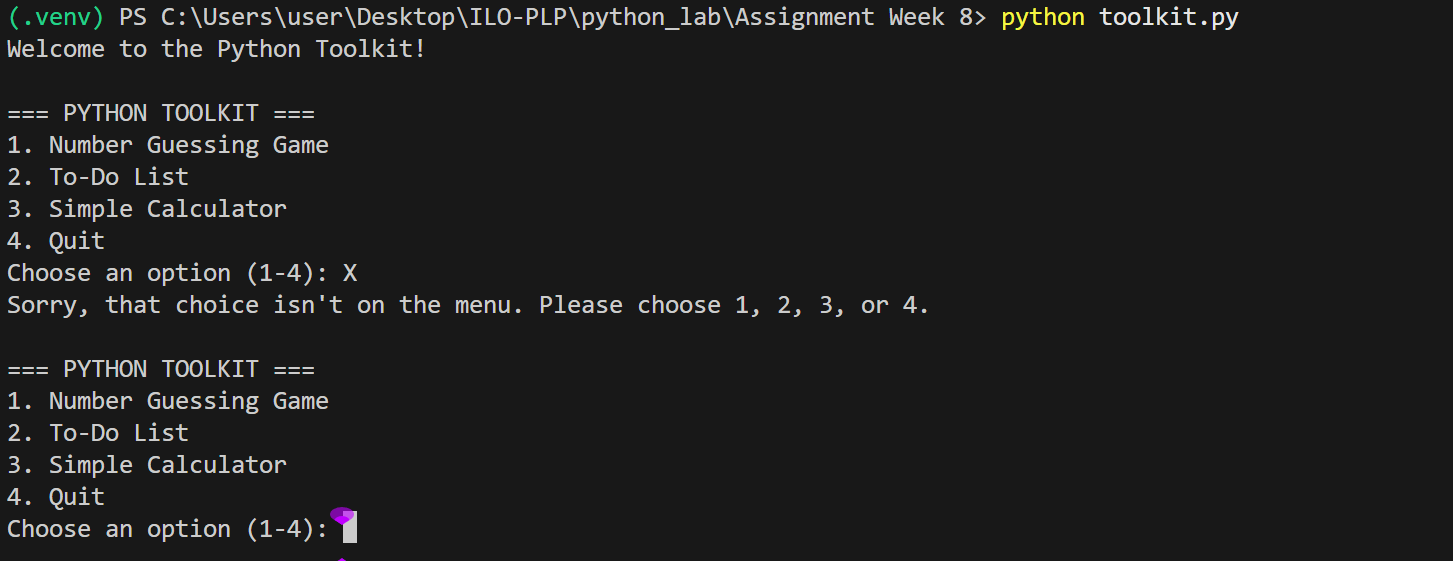 (.venv) PS C:\Users\user\Desktop\ILO-PLP\python_lab\Assignment Week 8> python toolkit.py
Welcome to the Python Toolkit!
=== PYTHON TOOLKIT ===
1. Number Guessing Game
2. To-Do List
3. Simple Calculator
4. Quit
Choose an option (1-4): X
Sorry, that choice isn't on the menu. Please choose 1, 2, 3, or 4.
=== PYTHON TOOLKIT ===
1. Number Guessing Game
2. To-Do List
3. Simple Calculator
4. Quit
Choose an option (1-4):